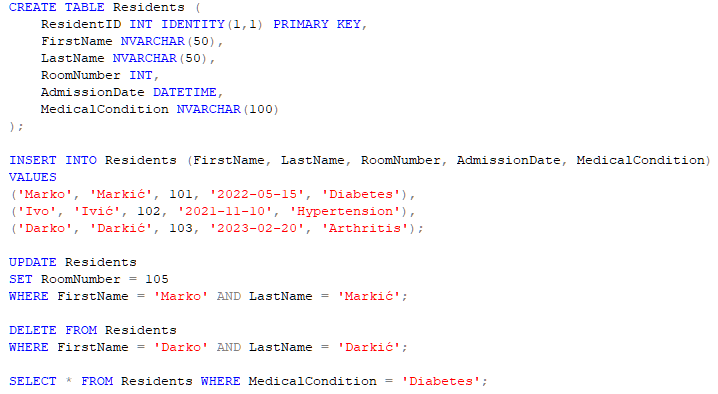 CREATE TABLE Residents (
    ResidentID INT IDENTITY(1,1) PRIMARY KEY,
    FirstName NVARCHAR(50),
    LastName NVARCHAR(50),
    RoomNumber INT,
    AdmissionDate DATETIME,
    MedicalCondition NVARCHAR(100)
);

INSERT INTO Residents (FirstName, LastName, RoomNumber, AdmissionDate, MedicalCondition)
VALUES
('Marko', 'Markić', 101, '2022-05-15', 'Diabetes'),
('Ivo', 'Ivić', 102, '2021-11-10', 'Hypertension'),
('Darko', 'Darkić', 103, '2023-02-20', 'Arthritis');

UPDATE Residents
SET RoomNumber = 105
WHERE FirstName = 'Marko' AND LastName = 'Markić';

DELETE FROM Residents
WHERE FirstName = 'Darko' AND LastName = 'Darkić';

SELECT * FROM Residents WHERE MedicalCondition = 'Diabetes';